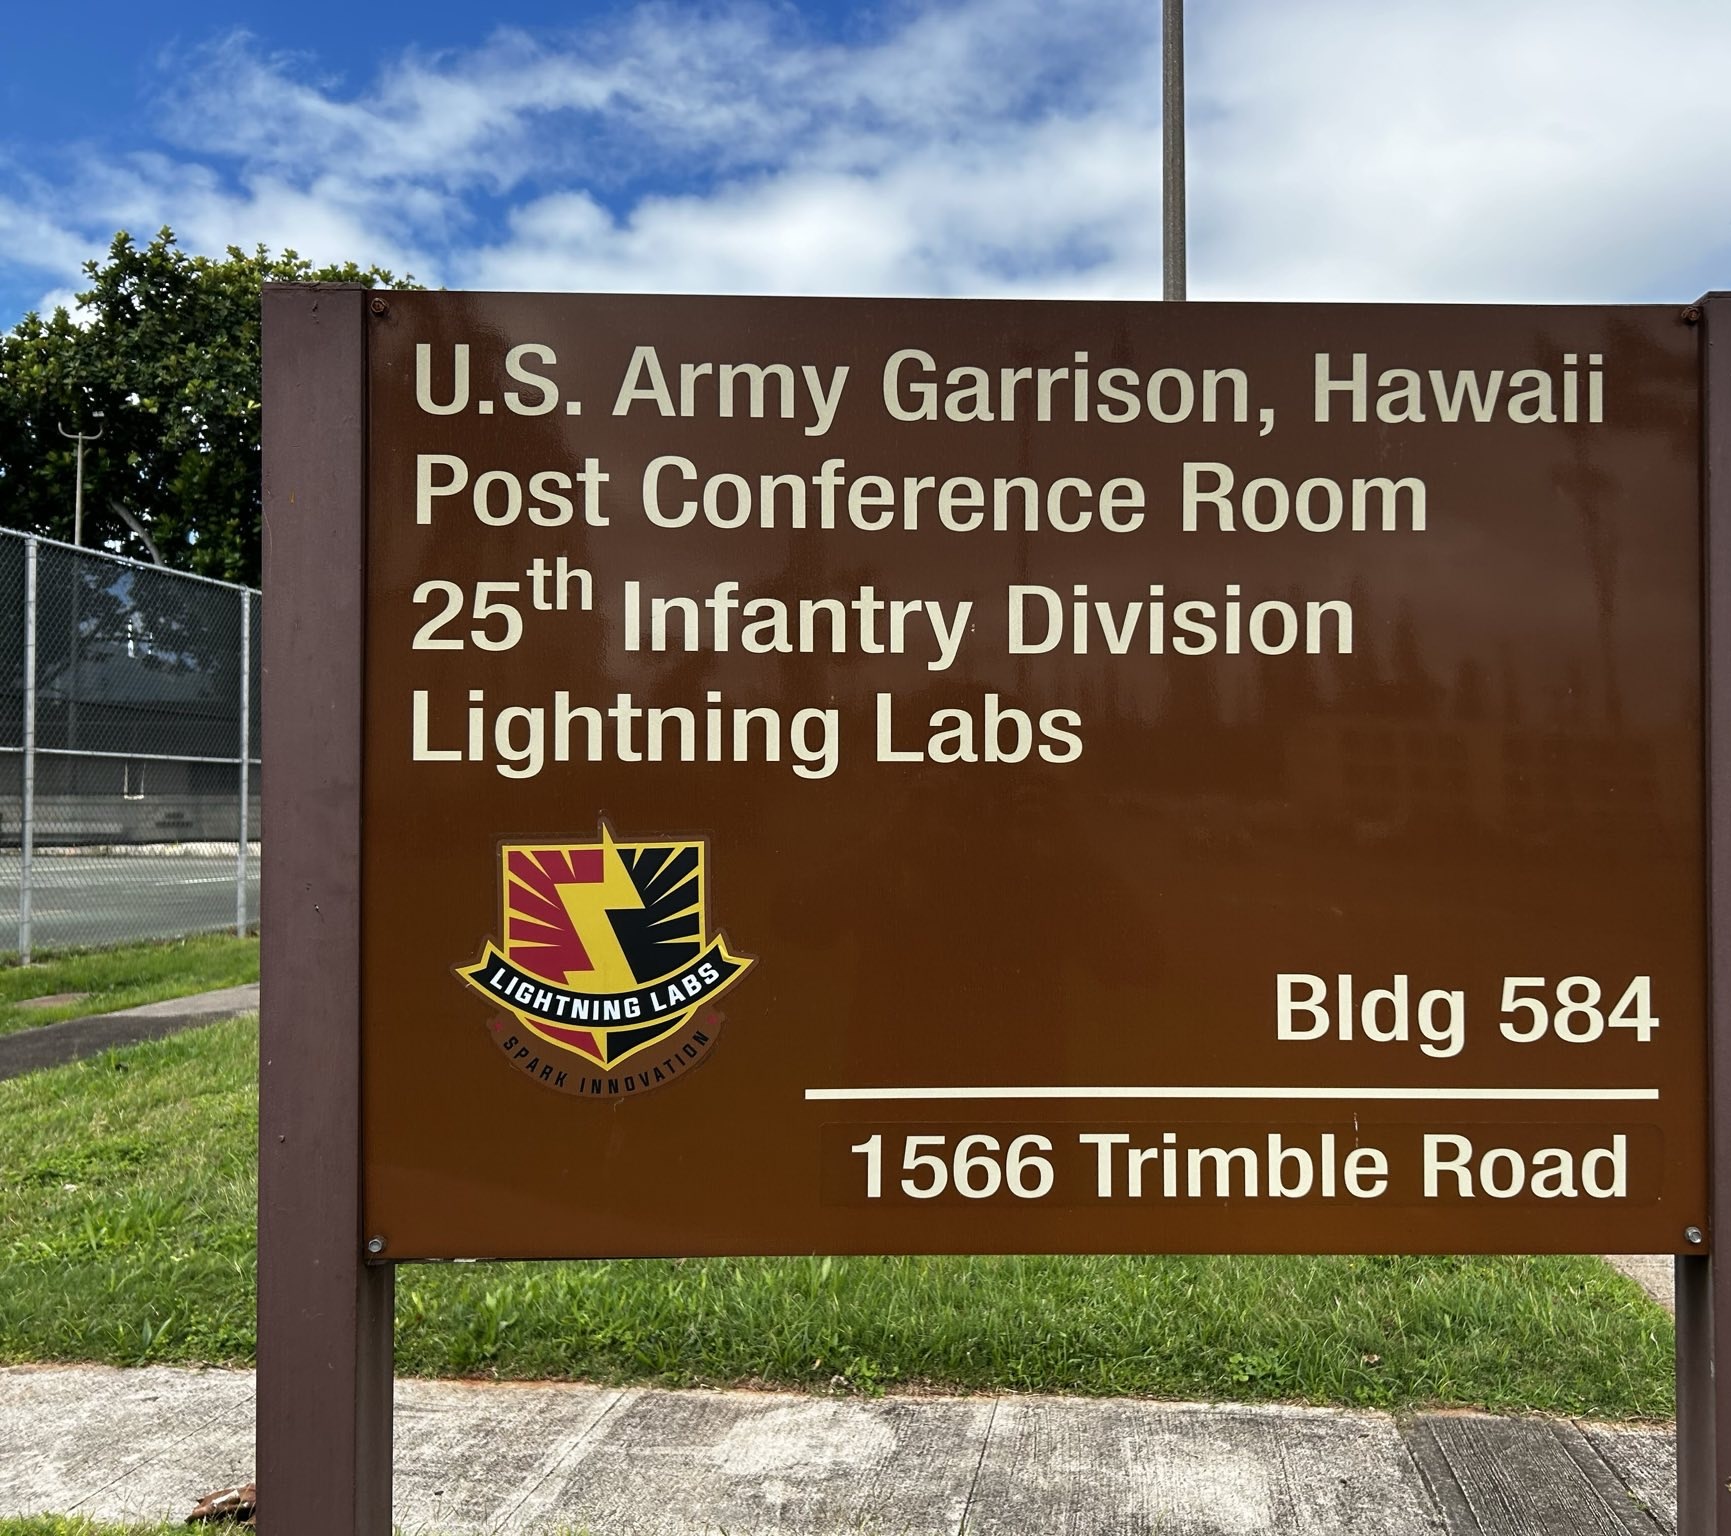 U.S. Army Garrison, Hawaii
Post Conference Room
25th Infantry Division
Lightning Labs
LIGHTNING LABS
SPARK INNOVATION
Bldg 584
1566 Trimble Road